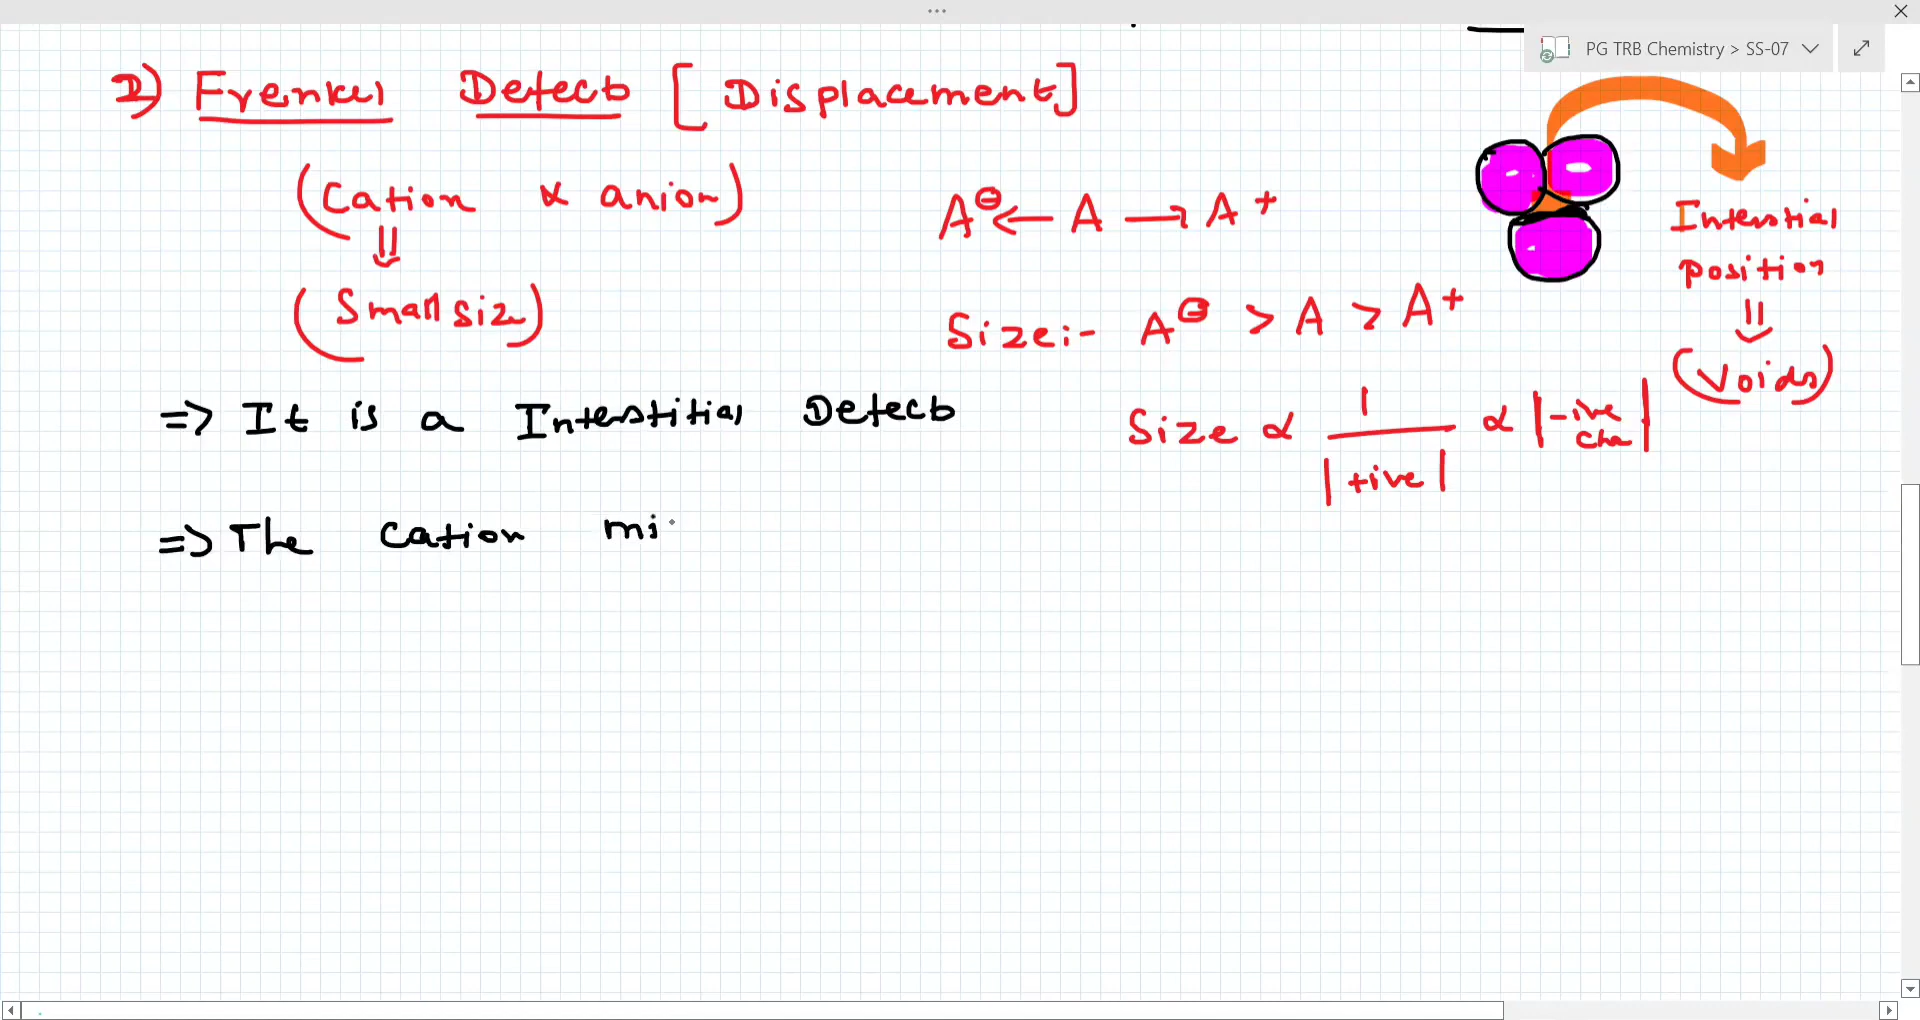 PG TRB Chemistry > SS-07
2) Frenkel Defect [Displacement]
(Cation & anion)
⇓
(Small size)
A⊖ ← A → A+
Size:- A⊖ > A > A+
Interstial
position
⇓
(Voids)
=> It is a Interstitial Defect
Size ∝ 1/|+ive| ∝ |-ive cha|
=> The Cation mi